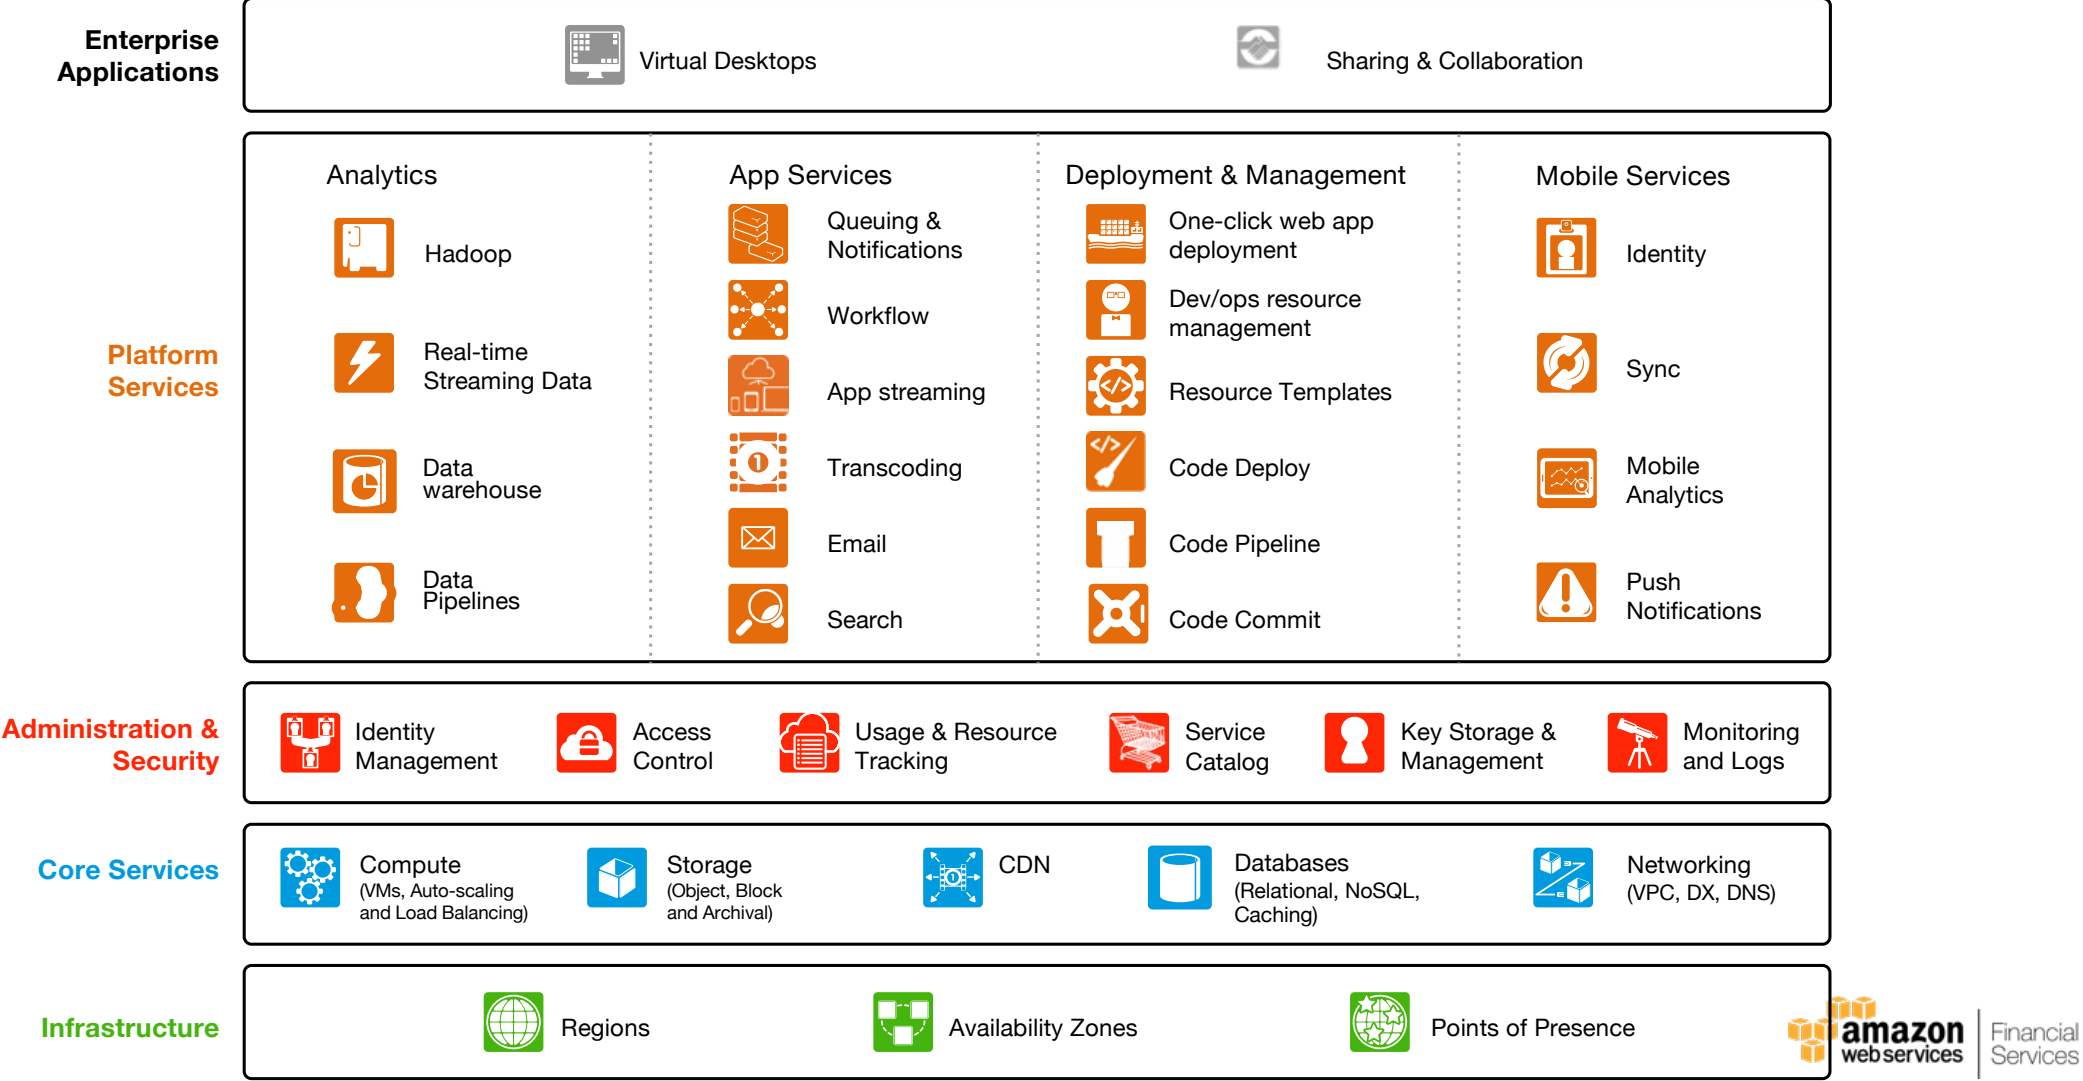 Enterprise
Applications
Virtual Desktops
Sharing & Collaboration
Platform
Services
Analytics
Hadoop
Real-time
Streaming Data
Data
warehouse
Data
Pipelines
App Services
Queuing &
Notifications
Workflow
App streaming
Transcoding
Email
Search
Deployment & Management
One-click web app
deployment
Dev/ops resource
management
Resource Templates
Code Deploy
Code Pipeline
Code Commit
Mobile Services
Identity
Sync
Mobile
Analytics
Push
Notifications
Administration &
Security
Identity
Management
Access
Control
Usage & Resource
Tracking
Service
Catalog
Key Storage &
Management
Monitoring
and Logs
Core Services
Compute
(VMs, Auto-scaling
and Load Balancing)
Storage
(Object, Block
and Archival)
CDN
Databases
(Relational, NoSQL,
Caching)
Networking
(VPC, DX, DNS)
Infrastructure
Regions
Availability Zones
Points of Presence
amazon
webservices
Financial
Services